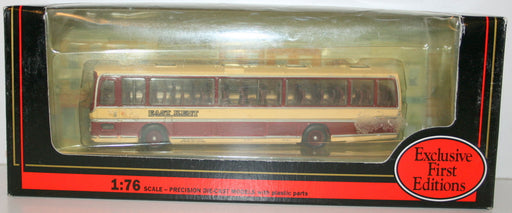 EAST KENT
Exclusive
First
Editions
1:76 SCALE – PRECISION DIE-CAST MODELS with plastic parts